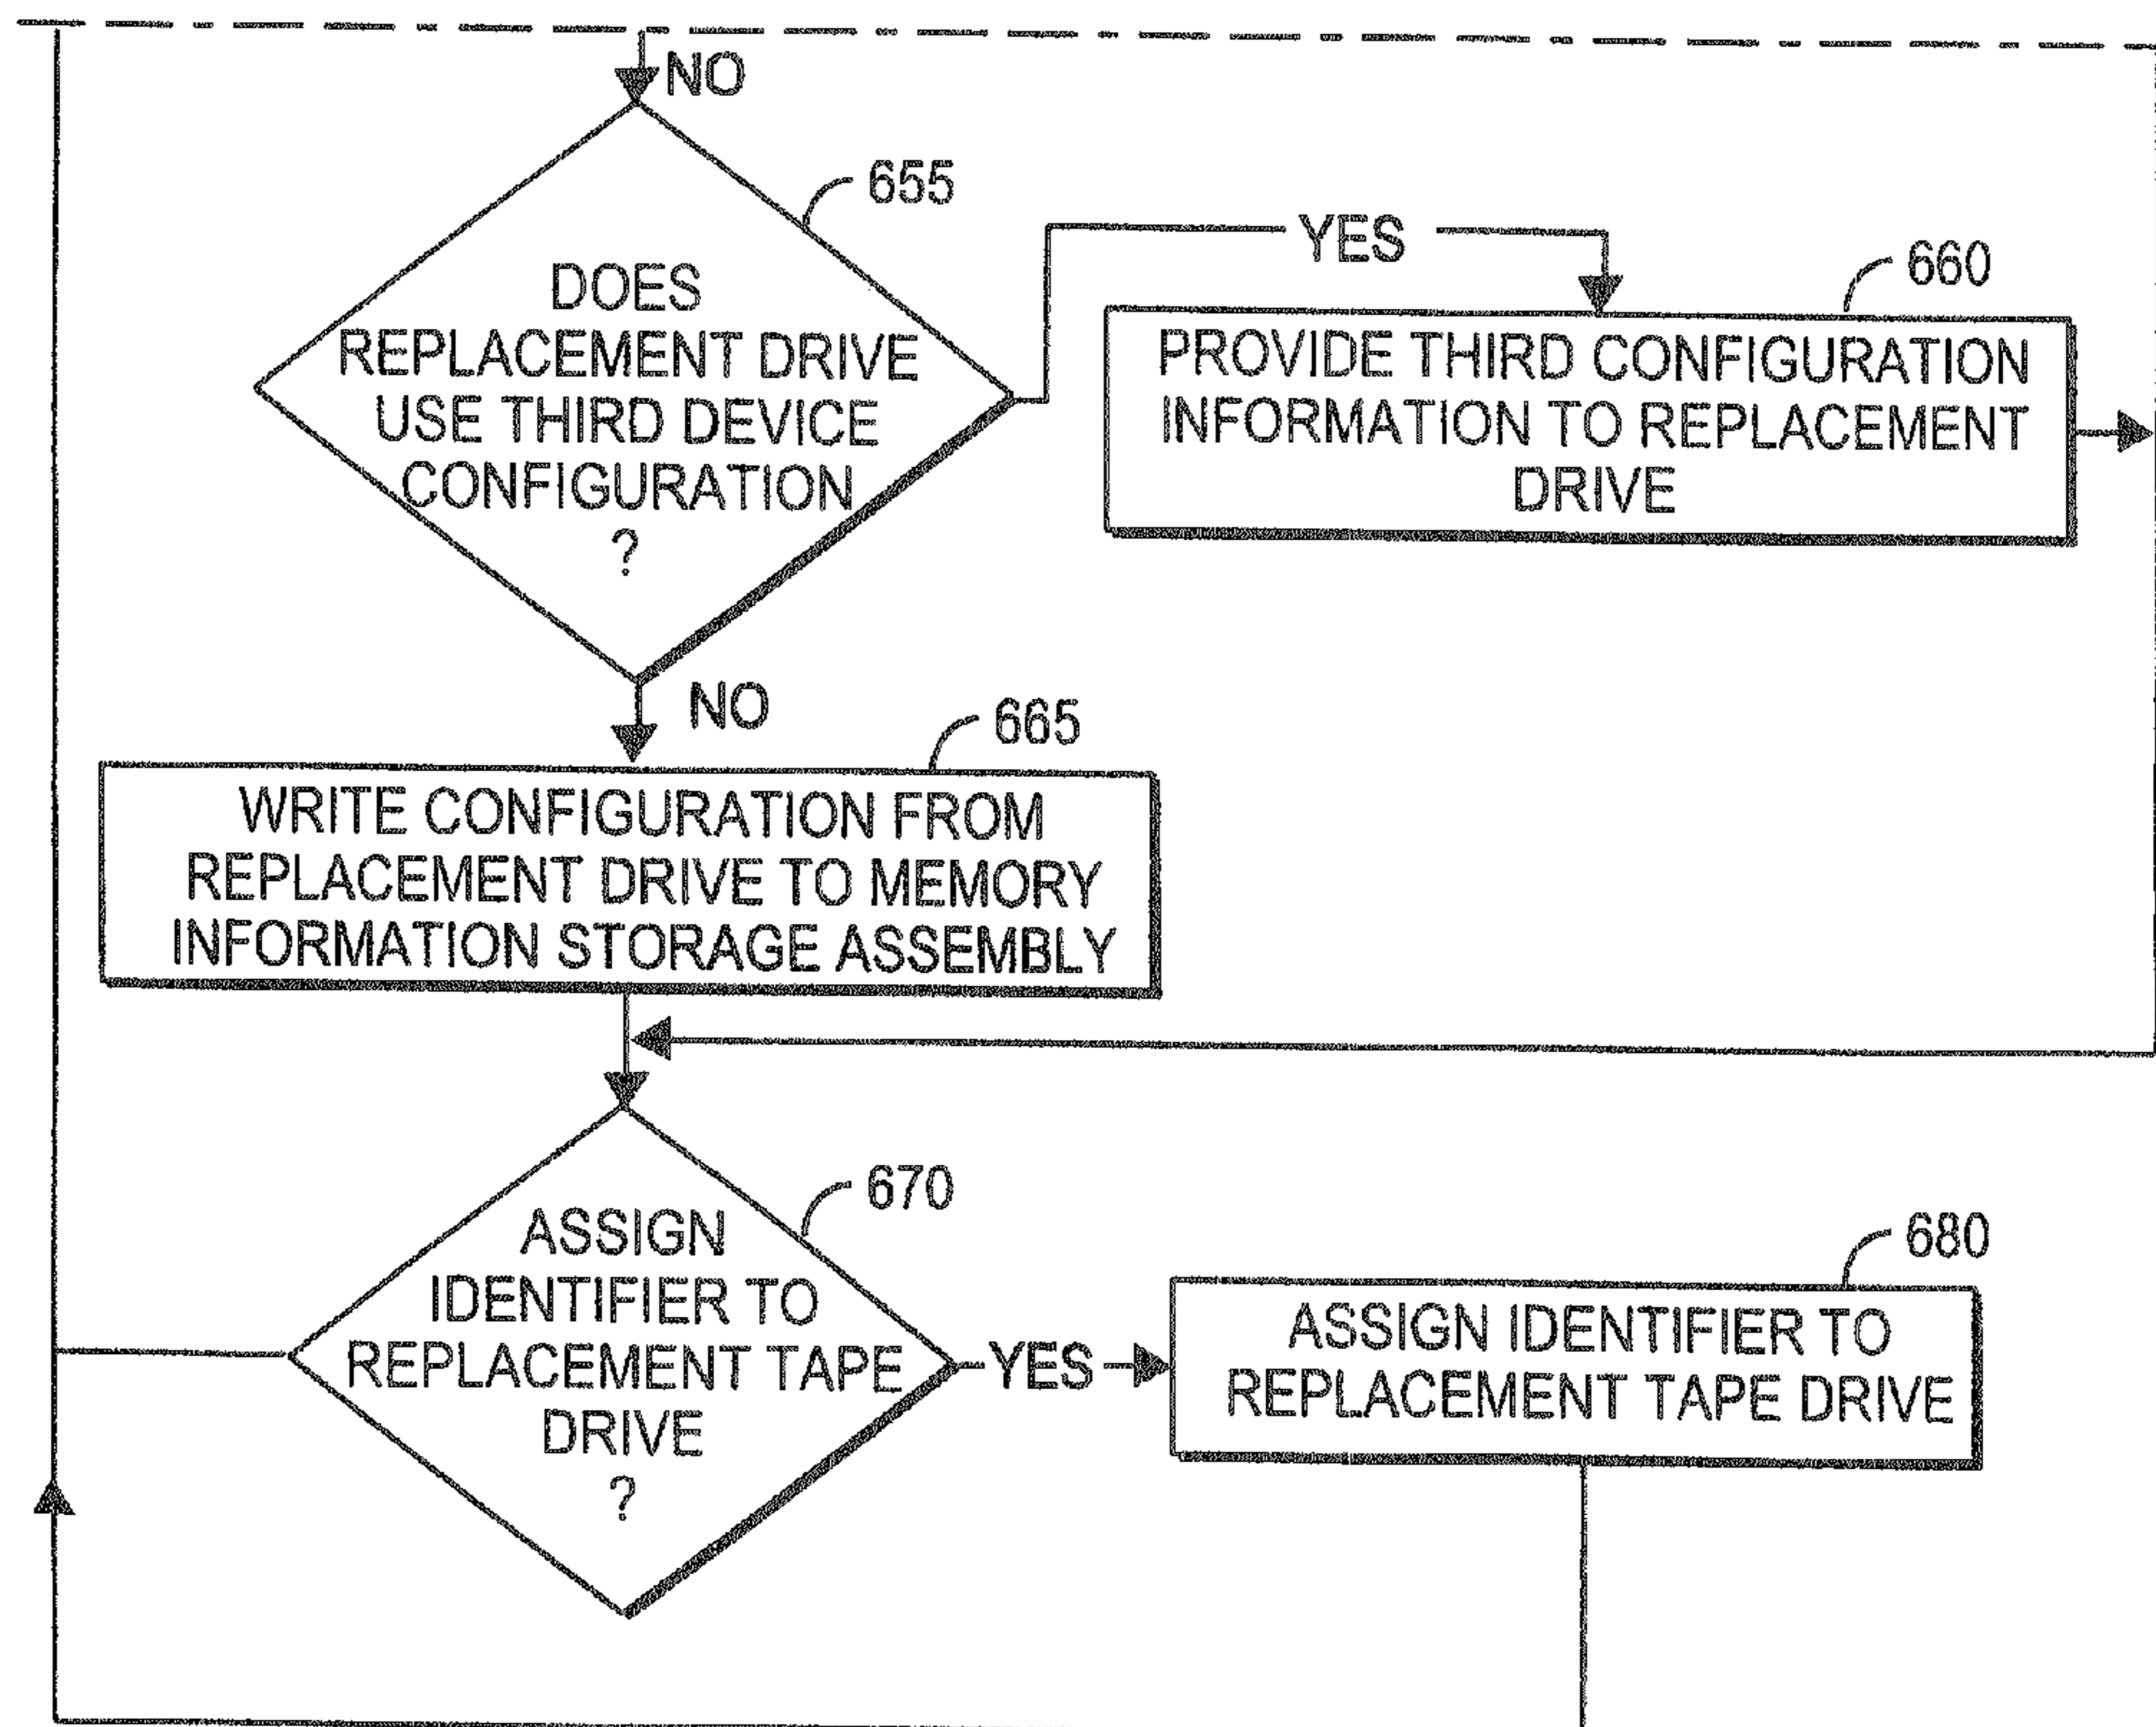 NO
655
DOES
REPLACEMENT DRIVE
USE THIRD DEVICE
CONFIGURATION
?
YES
660
PROVIDE THIRD CONFIGURATION
INFORMATION TO REPLACEMENT
DRIVE
NO
665
WRITE CONFIGURATION FROM
REPLACEMENT DRIVE TO MEMORY
INFORMATION STORAGE ASSEMBLY
670
ASSIGN
IDENTIFIER TO
REPLACEMENT TAPE
DRIVE
?
YES
680
ASSIGN IDENTIFIER TO
REPLACEMENT TAPE DRIVE